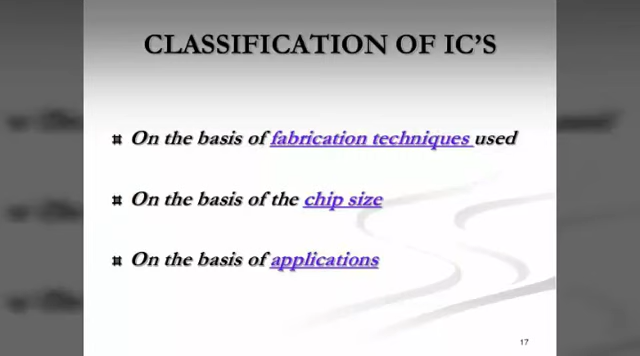 CLASSIFICATION OF IC'S
On the basis of fabrication techniques used
On the basis of the chip size
On the basis of applications
17